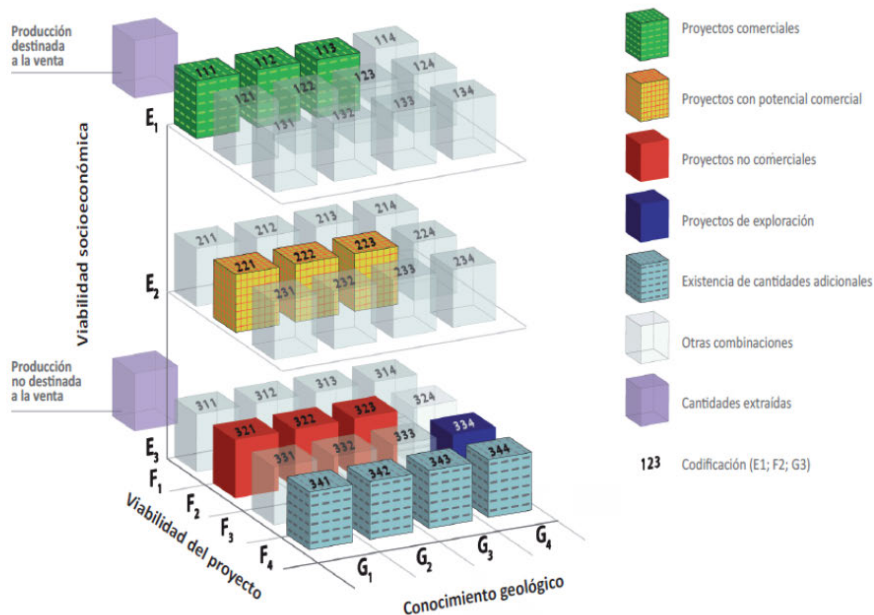 Producción
destinada
a la venta
Viabilidad socioeconómica
E1
111
112
113
114
121
122
123
124
131
132
133
134
E2
211
212
213
214
221
222
223
224
231
232
233
234
Producción
no destinada
a la venta
E3
311
312
313
314
321
322
323
324
331
332
333
334
341
342
343
344
F1
F2
F3
F4
Viabilidad del proyecto
G1
G2
G3
G4
Conocimiento geológico
Proyectos comerciales
Proyectos con potencial comercial
Proyectos no comerciales
Proyectos de exploración
Existencia de cantidades adicionales
Otras combinaciones
Cantidades extraídas
123 Codificación (E1; F2; G3)